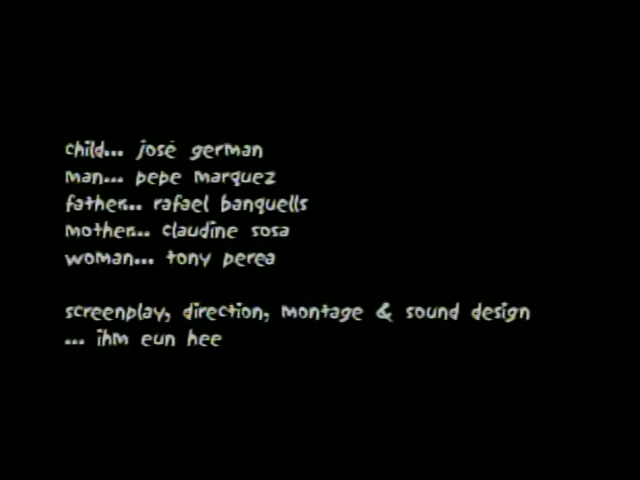 child... josé german
man... pepe marquez
father... rafael banquells
mother... claudine sosa
woman... tony perea
screenplay, direction, montage & sound design
... ihm eun hee